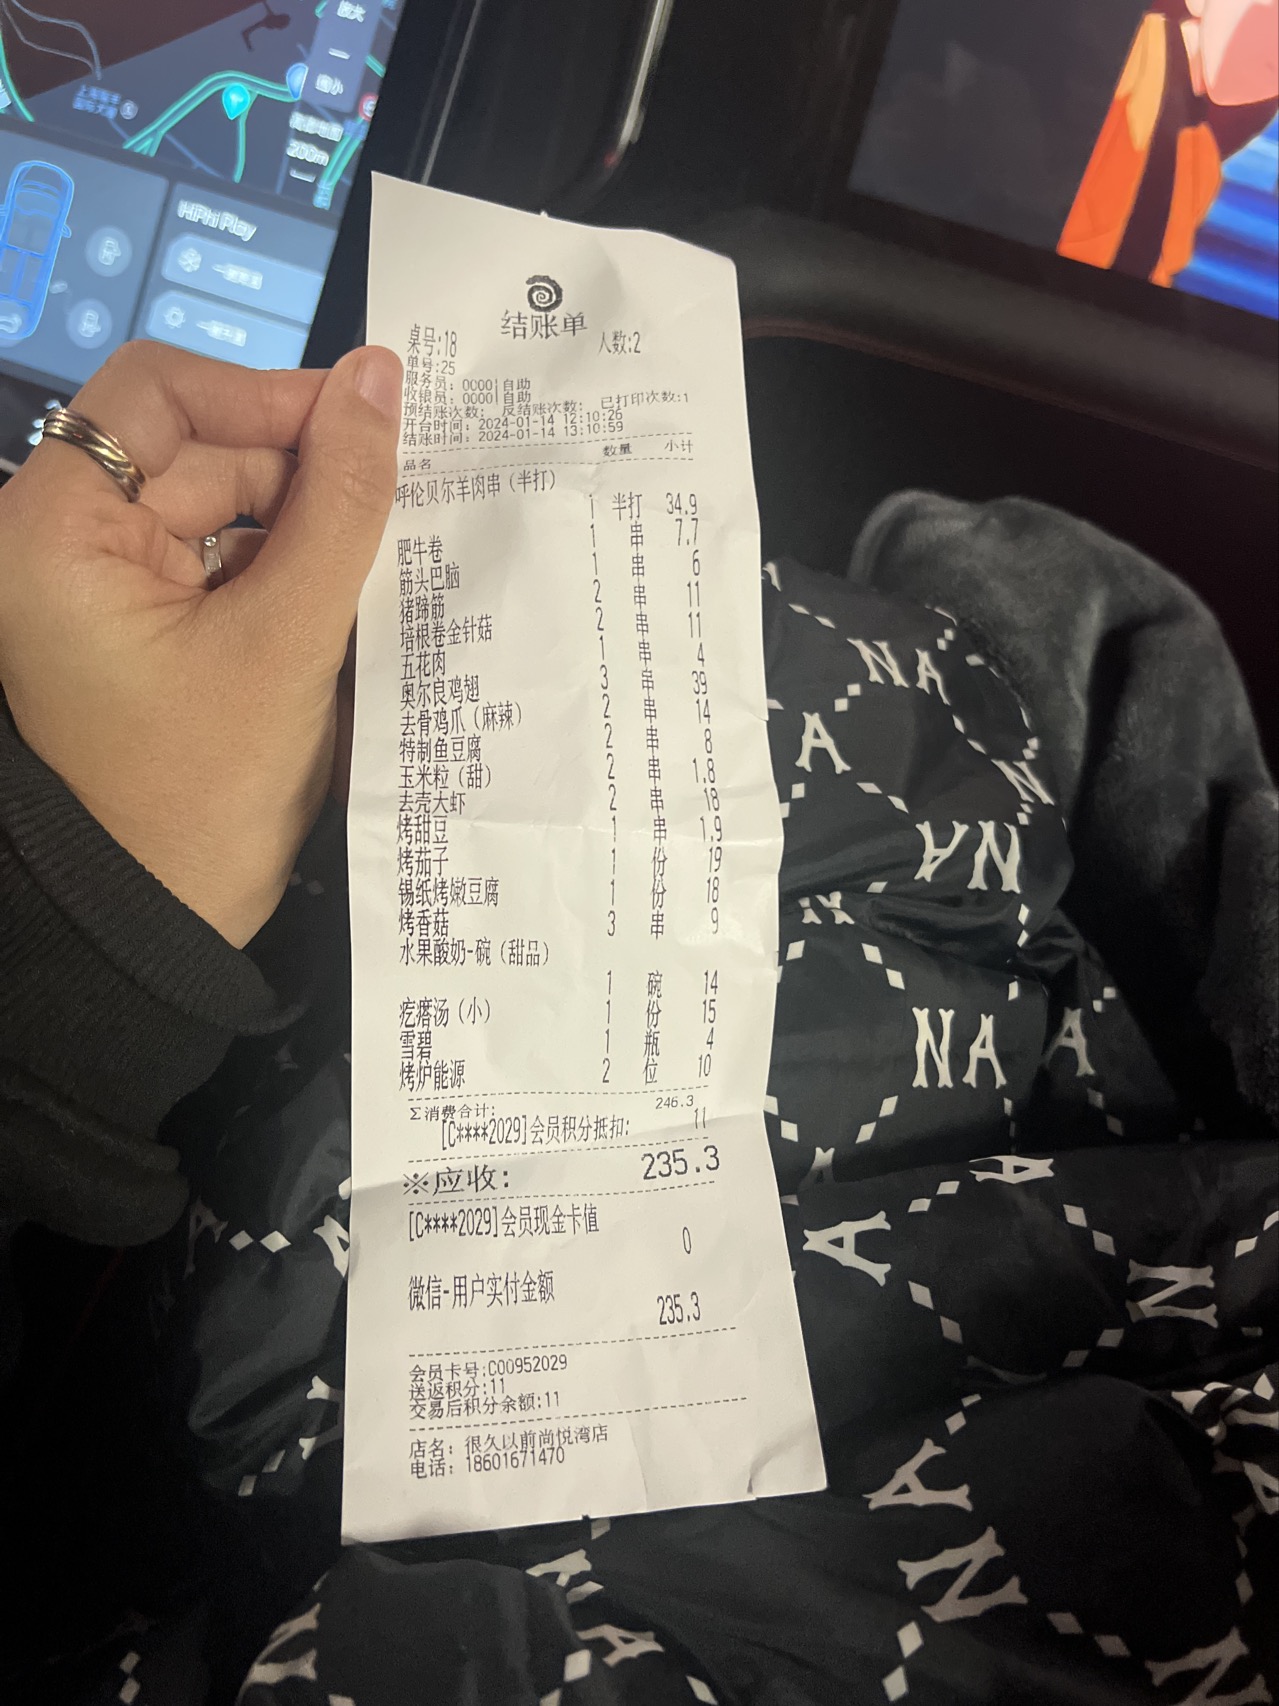 缩小
200m
HiPhi Play
结账单
桌号:18 人数:2
单号:25
服务员: 0000|自助
收银员: 0000|自助
预结账次数: 反结账次数: 已打印次数:1
开台时间: 2024-01-14 12:10:26
结账时间: 2024-01-14 13:10:59
品名 数量 小计
呼伦贝尔羊肉串(半打)
1 半打 34.9
肥牛卷 1 串 7.7
筋头巴脑 1 串 6
猪蹄筋 2 串 11
培根卷金针菇 2 串 11
五花肉 1 串 4
奥尔良鸡翅 3 串 39
去骨鸡爪(麻辣) 2 串 14
特制鱼豆腐 2 串 8
玉米粒(甜) 2 串 1.8
去壳大虾 2 串 18
烤甜豆 1 串 1.9
烤茄子 1 份 19
锡纸烤嫩豆腐 1 份 18
烤香菇 3 串 9
水果酸奶-碗(甜品)
1 碗 14
疙瘩汤(小) 1 份 15
雪碧 1 瓶 4
烤炉能源 2 位 10
Σ消费合计: 246.3
[C****2029]会员积分抵扣: 11
※应收: 235.3
[C****2029]会员现金卡值
0
微信-用户实付金额
235.3
会员卡号:C00952029
送返积分:11
交易后积分余额:11
店名: 很久以前尚悦湾店
电话: 18601671470
NA
A
N
NA
NA
A
A
A
N
A
N
A
N